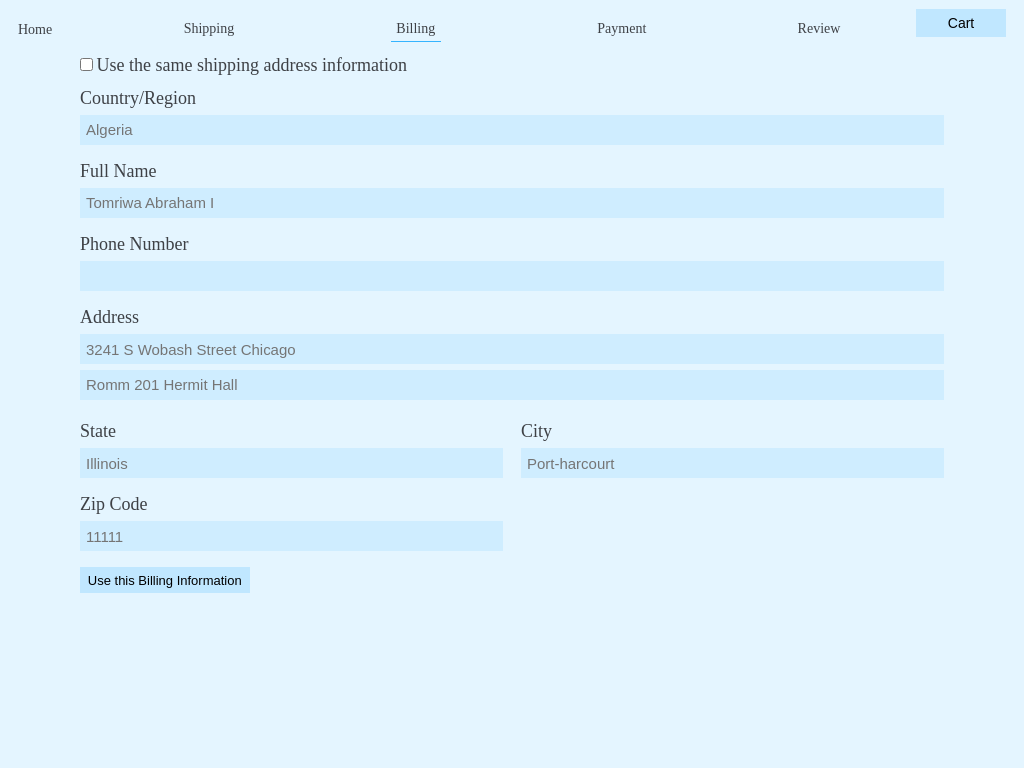 Home
Shipping
Billing
Payment
Review
Cart
Use the same shipping address information
Country/Region
Algeria
Full Name
Tomriwa Abraham I
Phone Number
Address
3241 S Wobash Street Chicago
Romm 201 Hermit Hall
State
City
Illinois
Port-harcourt
Zip Code
11111
Use this Billing Information